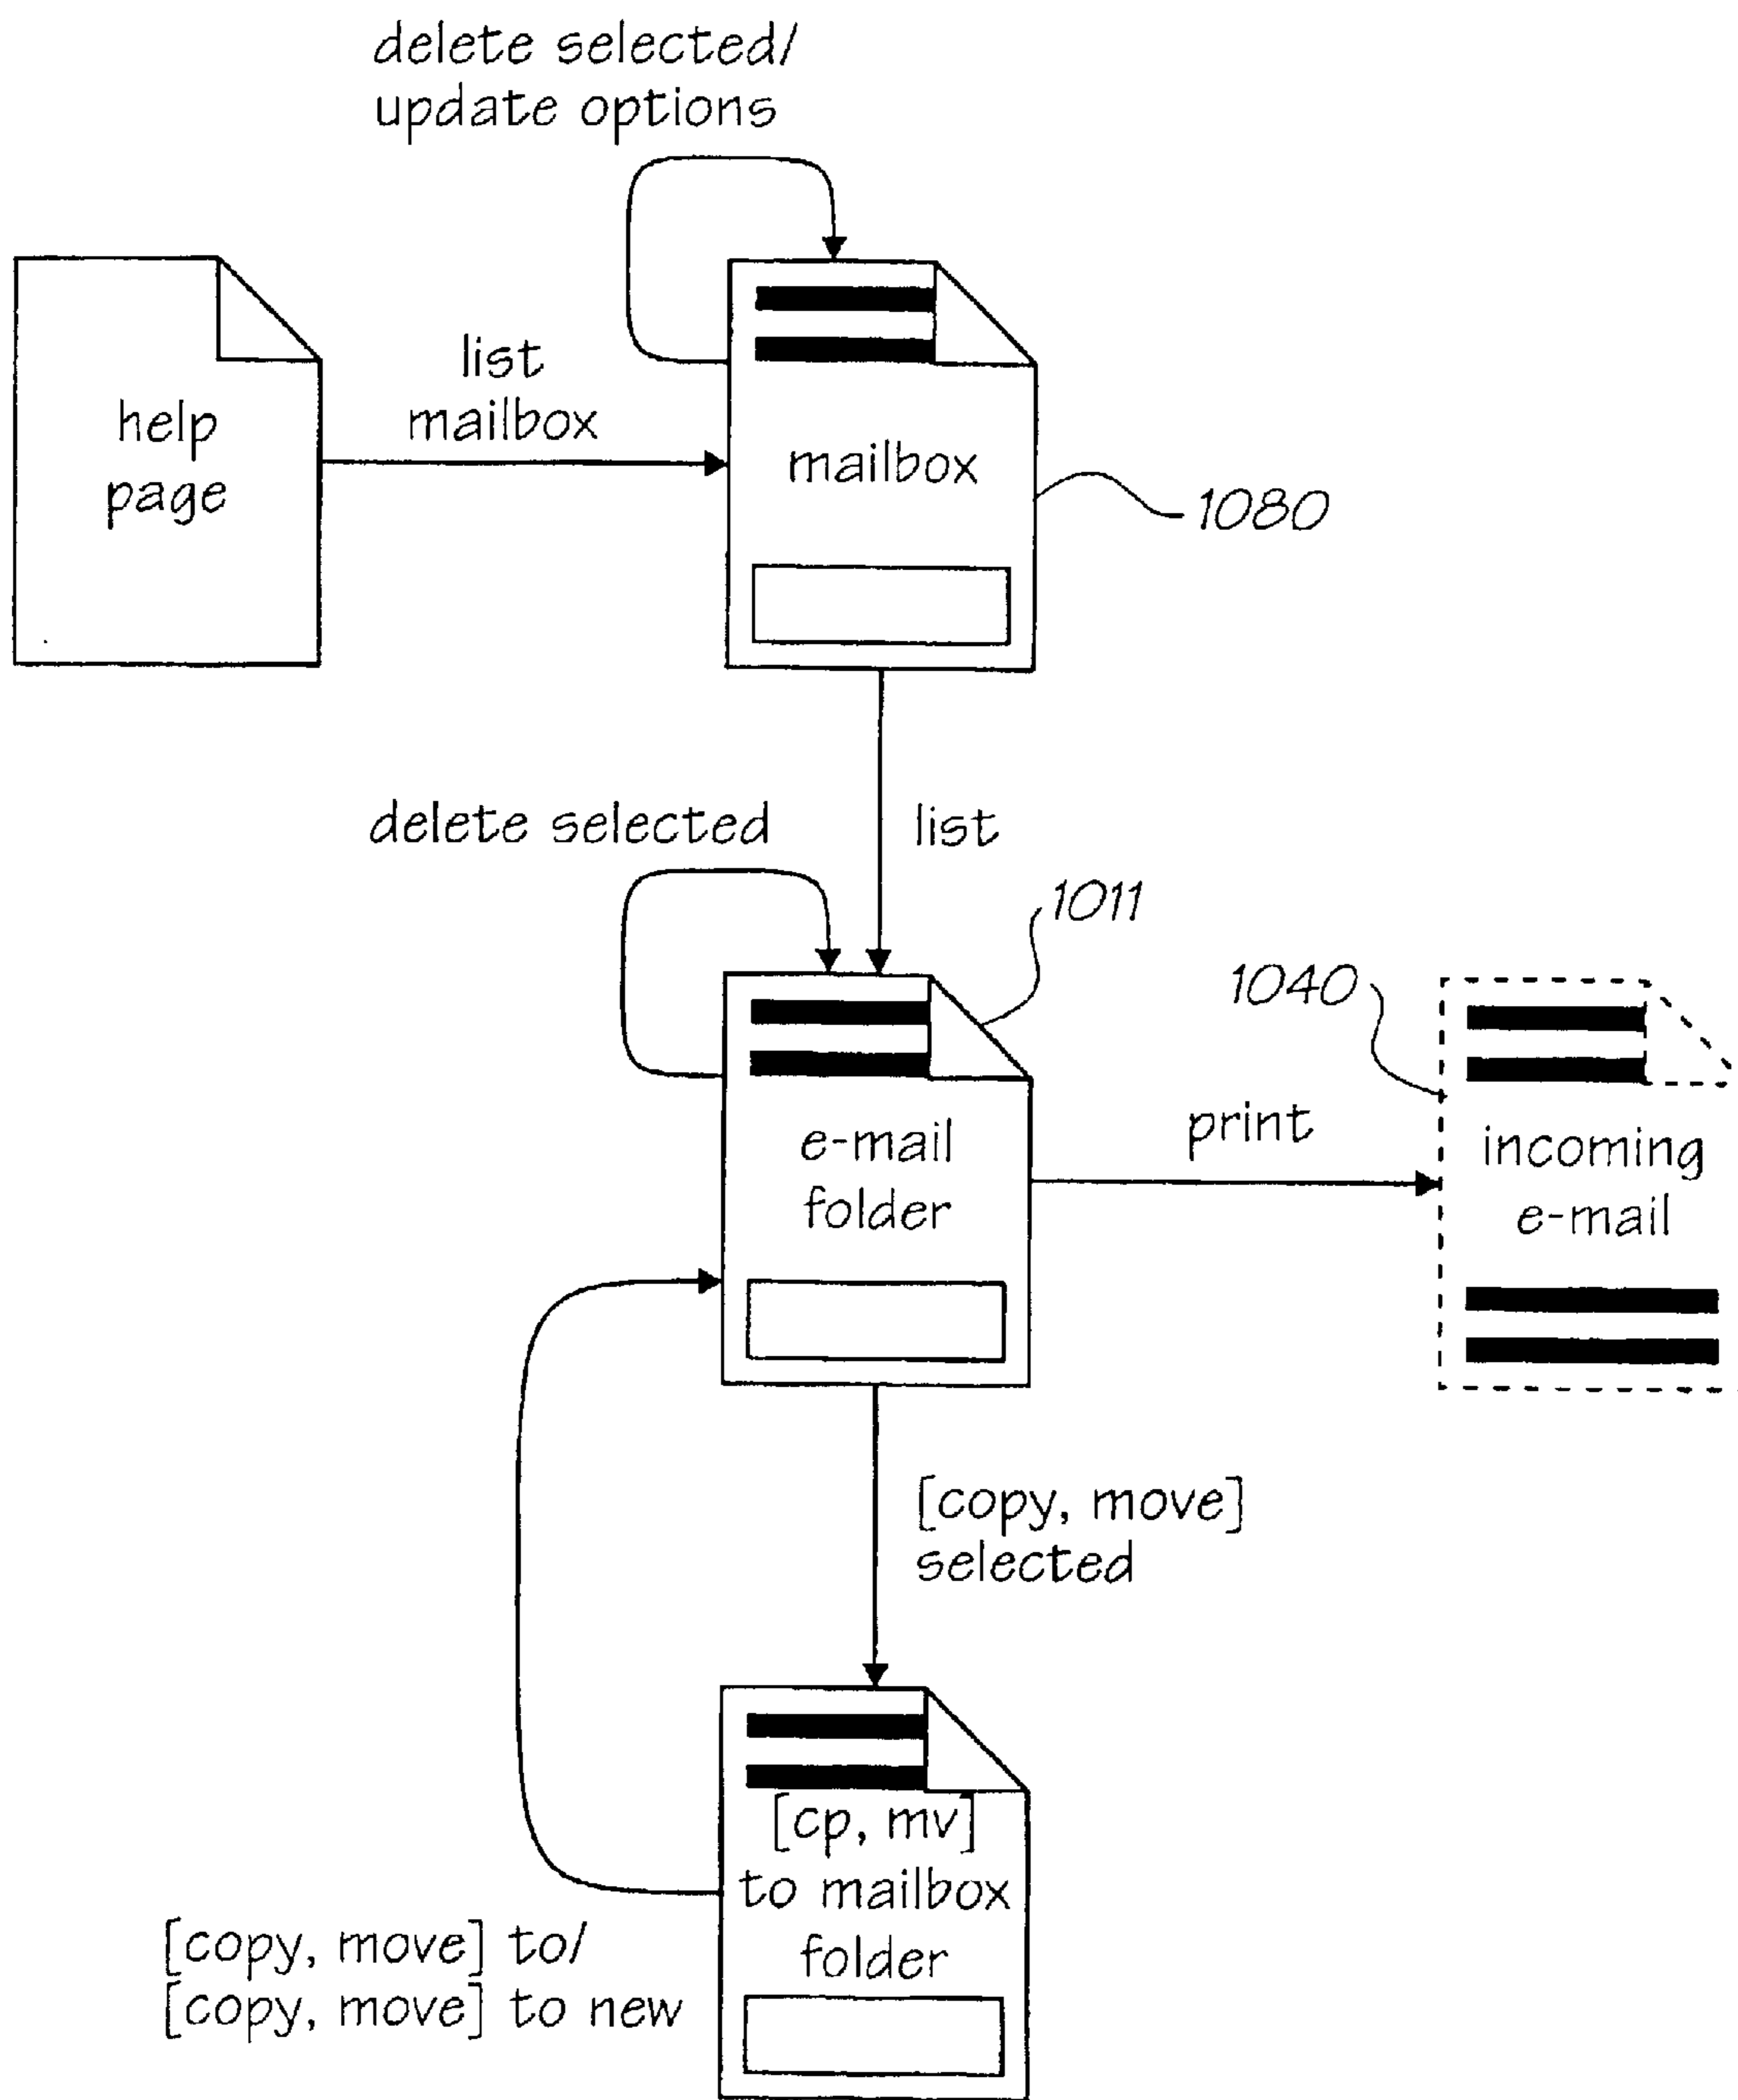 delete selected/
update options
help
page
list
mailbox
mailbox
1080
delete selected
list
1011
1040
e-mail
folder
print
incoming
e-mail
[copy, move]
selected
[cp, mv]
to mailbox
folder
[copy, move] to/
[copy, move] to new